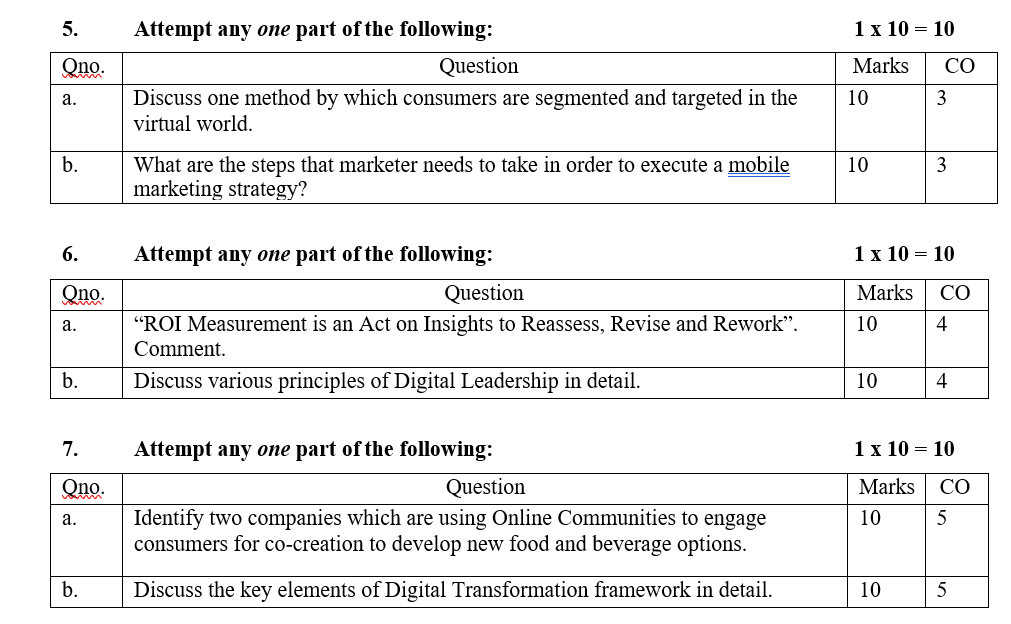 5. Attempt any one part of the following: 1 x 10 = 10
Qno. Question Marks CO
a. Discuss one method by which consumers are segmented and targeted in the 10 3
virtual world.
b. What are the steps that marketer needs to take in order to execute a mobile 10 3
marketing strategy?
6. Attempt any one part of the following: 1 x 10 = 10
Qno. Question Marks CO
a. “ROI Measurement is an Act on Insights to Reassess, Revise and Rework”. 10 4
Comment.
b. Discuss various principles of Digital Leadership in detail. 10 4
7. Attempt any one part of the following: 1 x 10 = 10
Qno. Question Marks CO
a. Identify two companies which are using Online Communities to engage 10 5
consumers for co-creation to develop new food and beverage options.
b. Discuss the key elements of Digital Transformation framework in detail. 10 5